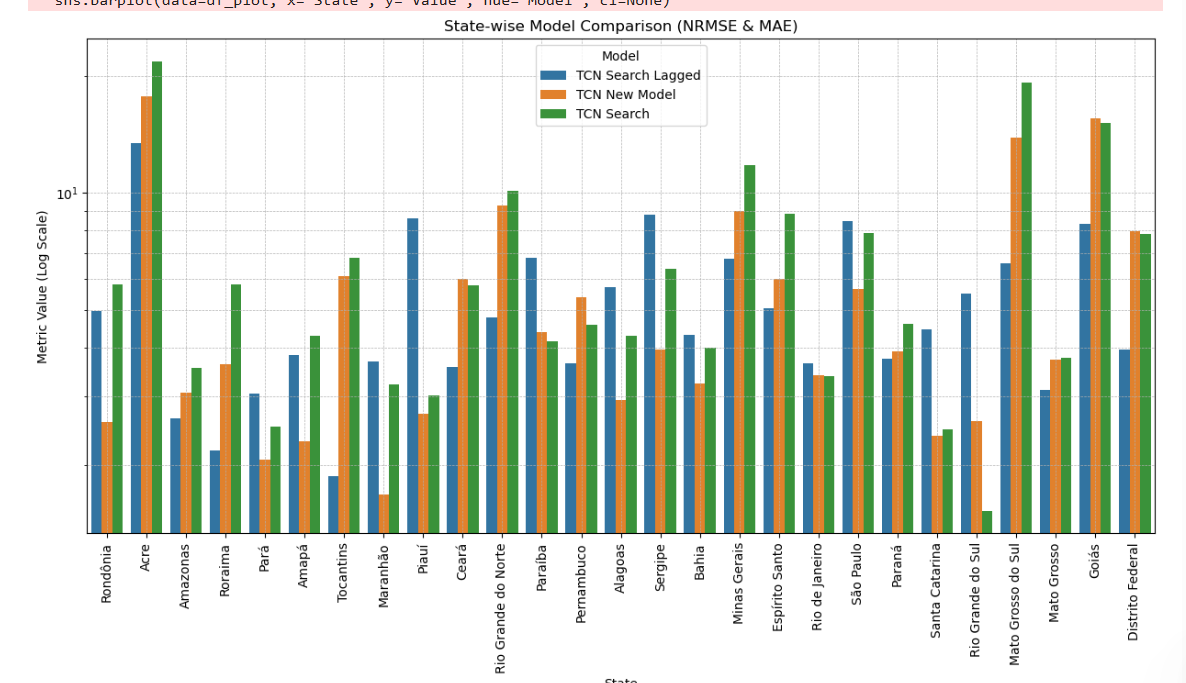 sns.barplot(data=df_plot, x='State', y='Value', hue='Model', ci=None)
State-wise Model Comparison (NRMSE & MAE)
Model
TCN Search Lagged
TCN New Model
TCN Search
10¹
Metric Value (Log Scale)
Rondônia
Acre
Amazonas
Roraima
Pará
Amapá
Tocantins
Maranhão
Piauí
Ceará
Rio Grande do Norte
Paraíba
Pernambuco
Alagoas
Sergipe
Bahia
Minas Gerais
Espírito Santo
Rio de Janeiro
São Paulo
Paraná
Santa Catarina
Rio Grande do Sul
Mato Grosso do Sul
Mato Grosso
Goiás
Distrito Federal
State